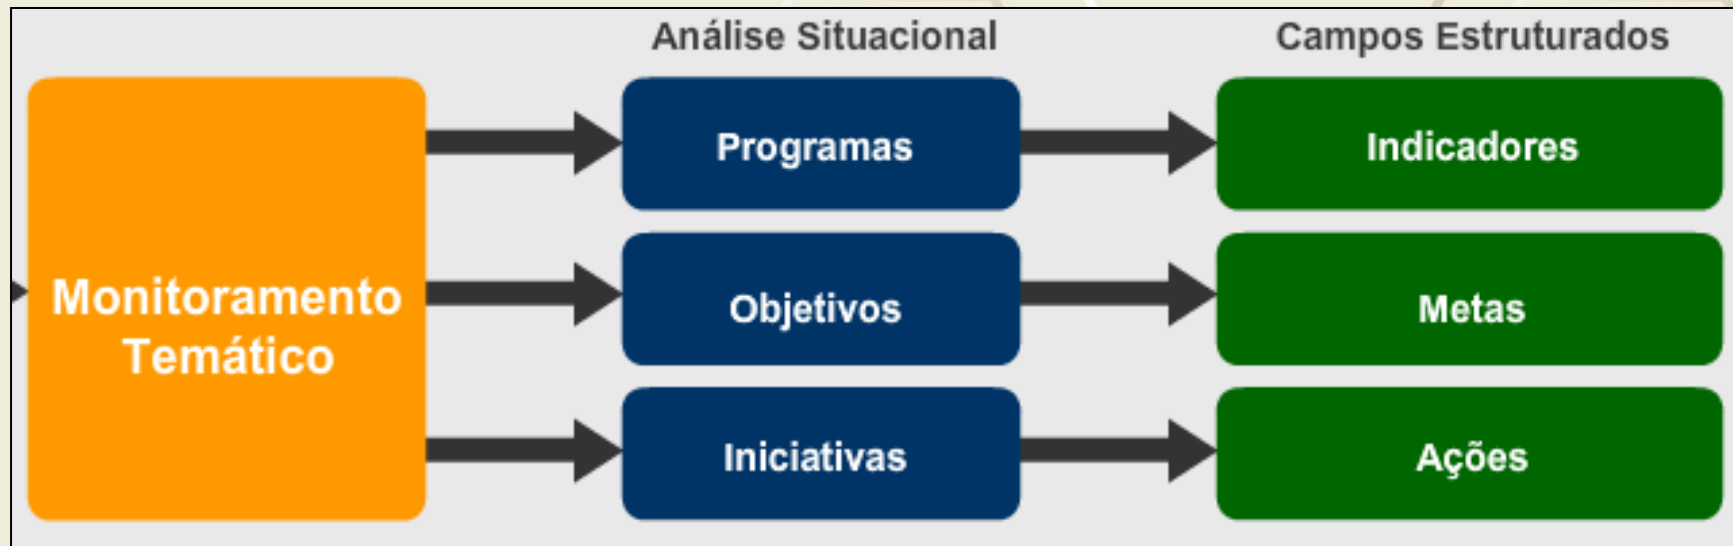 Análise Situacional
Campos Estruturados
Monitoramento
Temático
Programas
Indicadores
Objetivos
Metas
Iniciativas
Ações